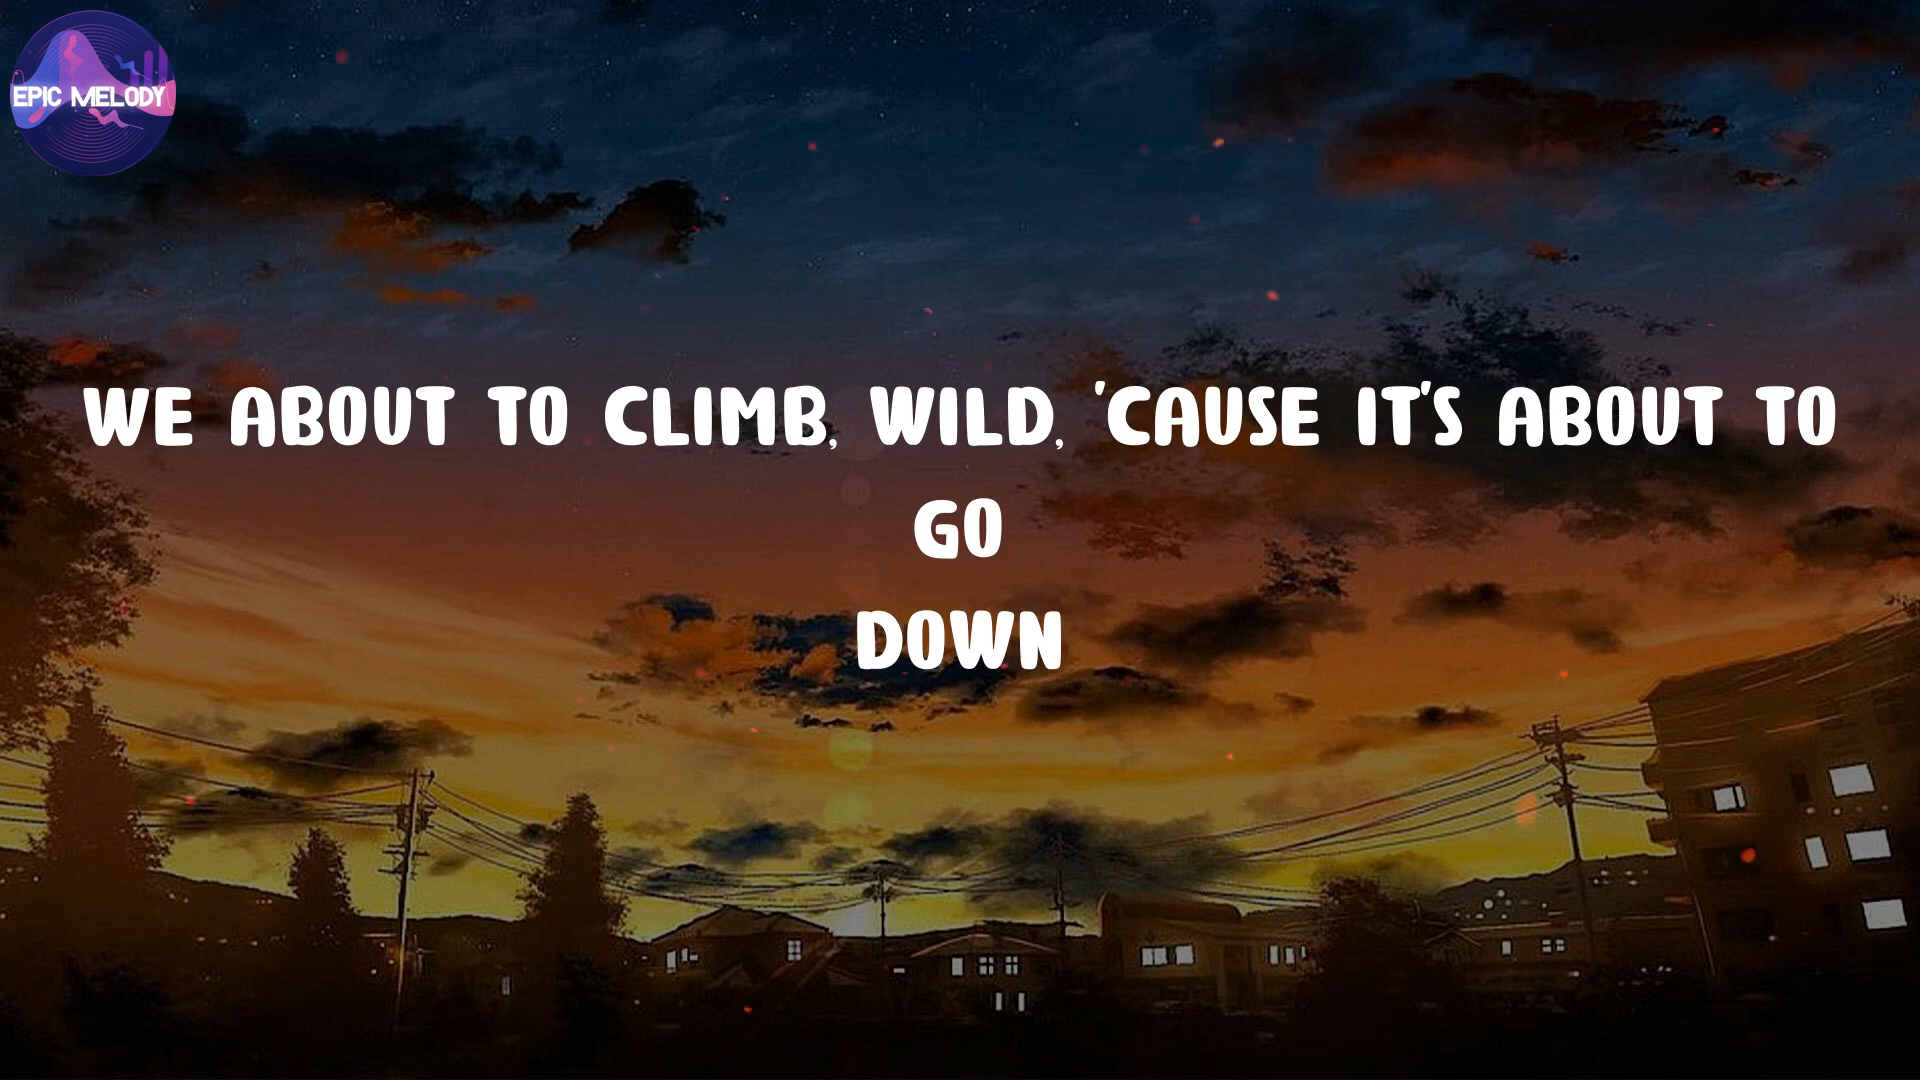 EPIC MELODY
WE ABOUT TO CLIMB, WILD, 'CAUSE IT'S ABOUT TO
GO
DOWN